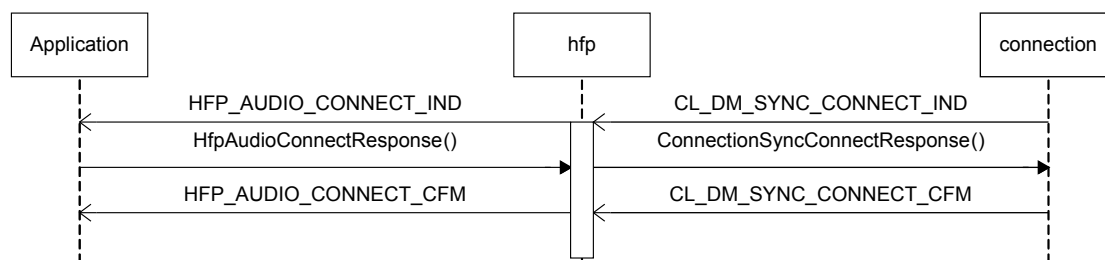 Application
hfp
connection
HFP_AUDIO_CONNECT_IND
CL_DM_SYNC_CONNECT_IND
HfpAudioConnectResponse()
ConnectionSyncConnectResponse()
HFP_AUDIO_CONNECT_CFM
CL_DM_SYNC_CONNECT_CFM